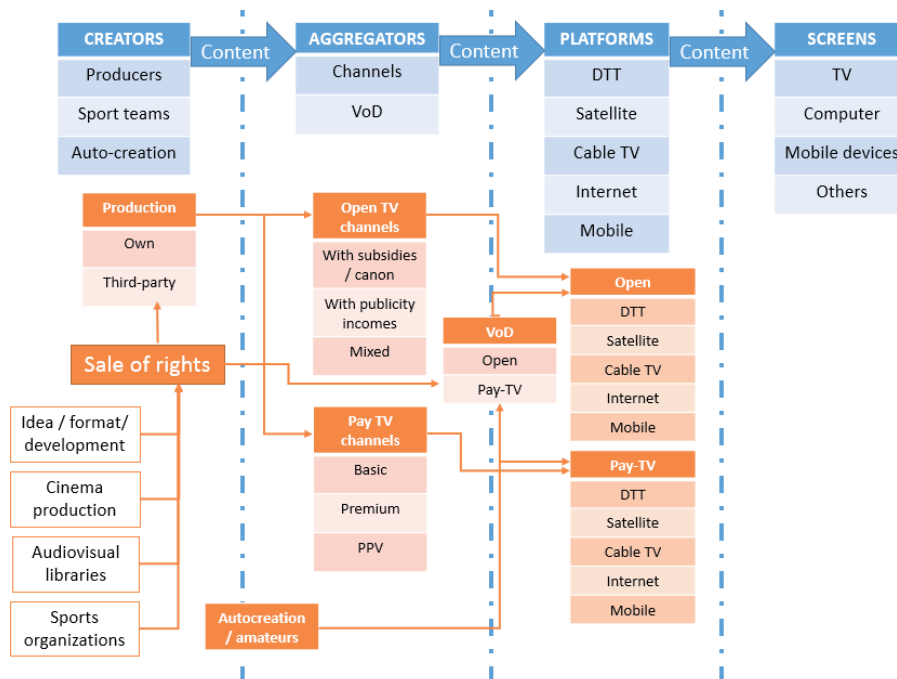 CREATORS
Producers
Sport teams
Auto-creation
Content
AGGREGATORS
Channels
VoD
Content
PLATFORMS
DTT
Satellite
Cable TV
Internet
Mobile
Content
SCREENS
TV
Computer
Mobile devices
Others
Production
Own
Third-party
Sale of rights
Idea / format/
development
Cinema
production
Audiovisual
libraries
Sports
organizations
Open TV
channels
With subsidies
/ canon
With publicity
incomes
Mixed
Pay TV
channels
Basic
Premium
PPV
Autocreation
/ amateurs
VoD
Open
Pay-TV
Open
DTT
Satellite
Cable TV
Internet
Mobile
Pay-TV
DTT
Satellite
Cable TV
Internet
Mobile